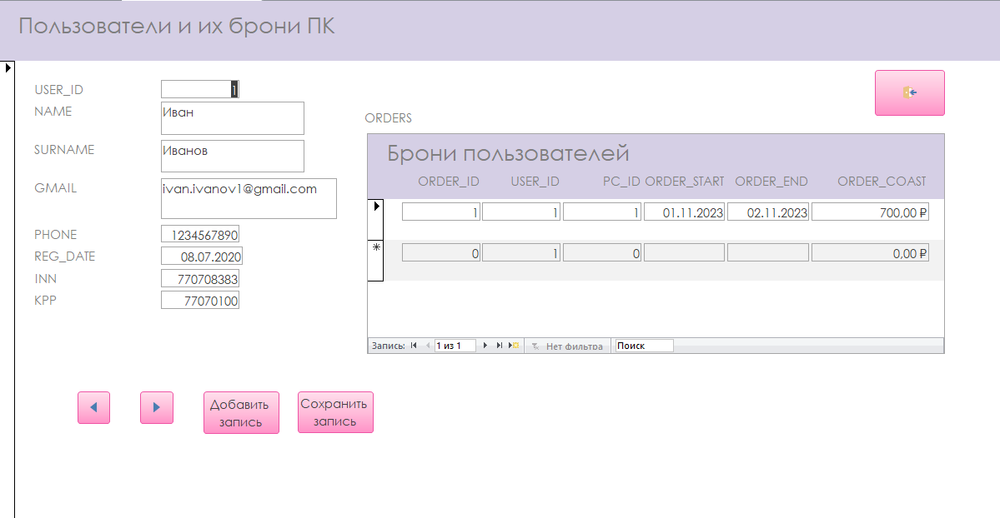 Пользователи и их брони ПК
USER_ID 1
NAME Иван
SURNAME Иванов
GMAIL ivan.ivanov1@gmail.com
PHONE 1234567890
REG_DATE 08.07.2020
INN 770708383
KPP 77070100
ORDERS
Брони пользователей
ORDER_ID USER_ID PC_ID ORDER_START ORDER_END ORDER_COAST
1 1 1 01.11.2023 02.11.2023 700,00 ₽
0 1 0 0,00 ₽
Запись: 1 из 1 Нет фильтра Поиск
Добавить
запись
Сохранить
запись